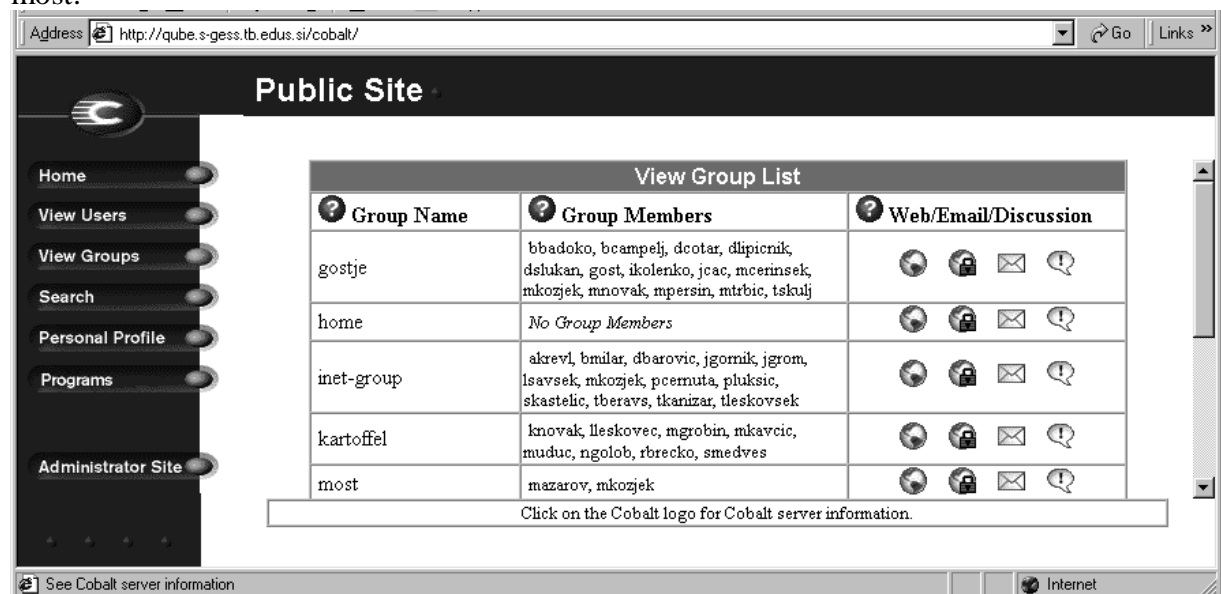 most.
Address http://qube.s-gess.tb.edus.si/cobalt/ Go Links »
Public Site
Home
View Users
View Groups
Search
Personal Profile
Programs
Administrator Site
View Group List
Group Name Group Members Web/Email/Discussion
gostje
bbadoko, bcampelj, dcotar, dlipicnik,
dslukan, gost, ikolenko, jcac, mcerinsek,
mkozjek, mnovak, mpersin, mtrbic, tskulj
home No Group Members
inet-group
akrevl, bmilar, dbarovic, jgornik, jgrom,
lsavsek, mkozjek, pcernuta, pluksic,
skastelic, tberavs, tkanizar, tleskovsek
kartoffel
knovak, lleskovec, mgrobin, mkavcic,
muduc, ngolob, rbrecko, smedves
most mazarov, mkozjek
Click on the Cobalt logo for Cobalt server information.
See Cobalt server information Internet